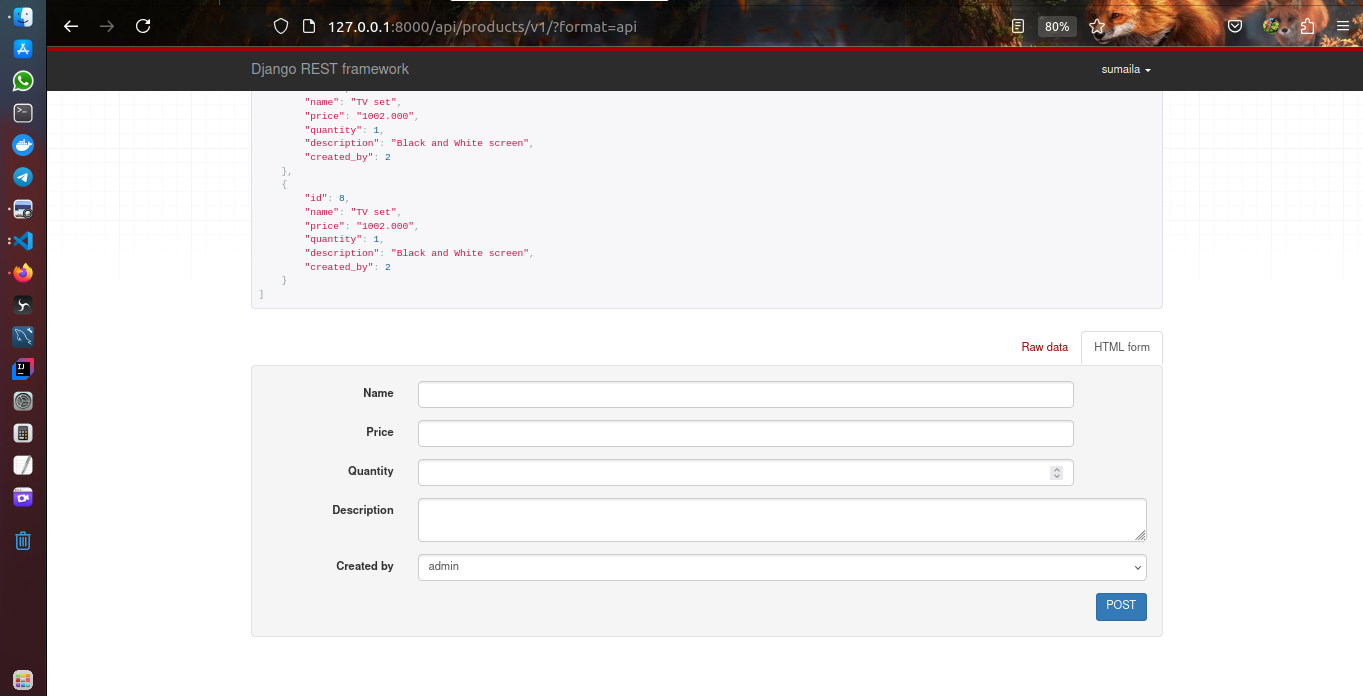 127.0.0.1:8000/api/products/v1/?format=api
80%
Django REST framework
sumaila
"name": "TV set",
"price": "1002.000",
"quantity": 1,
"description": "Black and White screen",
"created_by": 2
},
{
"id": 8,
"name": "TV set",
"price": "1002.000",
"quantity": 1,
"description": "Black and White screen",
"created_by": 2
}
]
Raw data
HTML form
Name
Price
Quantity
Description
Created by
admin
POST